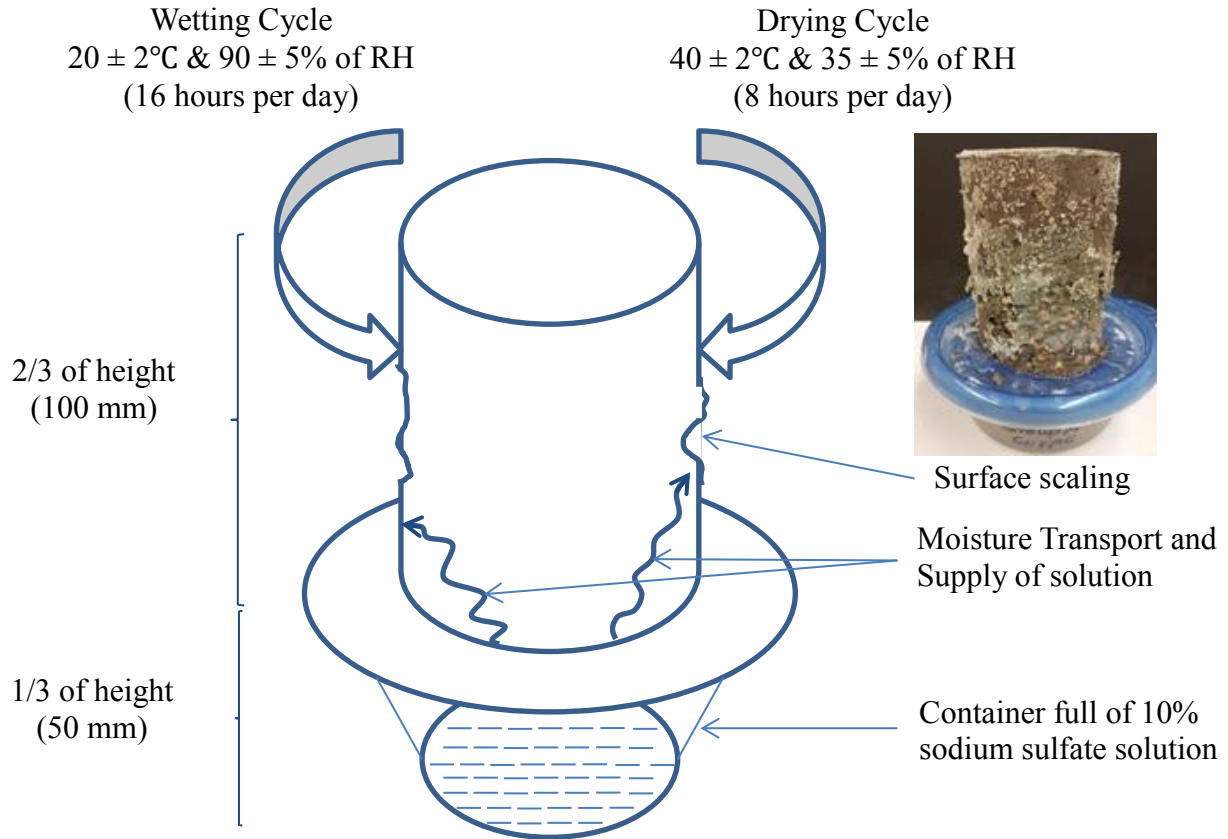 Wetting Cycle
20 ± 2℃ & 90 ± 5% of RH
(16 hours per day)
Drying Cycle
40 ± 2℃ & 35 ± 5% of RH
(8 hours per day)
2/3 of height
(100 mm)
Surface scaling
Moisture Transport and
Supply of solution
1/3 of height
(50 mm)
Container full of 10%
sodium sulfate solution